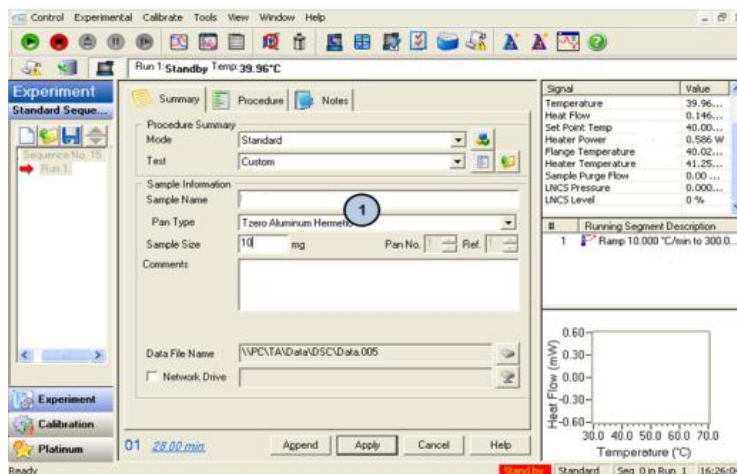 Control Experimental Calibrate Tools View Window Help
Run 1: Standby Temp: 39.96°C
Experiment
Standard Seque...
Sequence No. 15
Run 1:
Experiment
Calibration
Platinum
Summary Procedure Notes
Procedure Summary
Mode Standard
Test Custom
Sample Information
Sample Name
1
Pan Type Tzero Aluminum Hermetic
Sample Size 10 mg Pan No. 1 Ref. 1
Comments
Data File Name \\PC\TA\Data\DSC\Data.005
Network Drive
01 28.00 min Append Apply Cancel Help
Signal Value
Temperature 39.96...
Heat Flow 0.146...
Set Point Temp 40.00...
Heater Power 0.586 W
Flange Temperature 40.02...
Heater Temperature 41.25...
Sample Purge Flow 0.00 ...
LNCS Pressure 0.000...
LNCS Level 0 %
# Running Segment Description
1 Ramp 10.000 °C/min to 300.0...
Heat Flow (mW)
0.60
0.30
0.00
-0.30
-0.60
30.0 40.0 50.0 60.0 70.0
Temperature (°C)
Ready Stand by Standard Seg 0 in Run 1 16:26:0